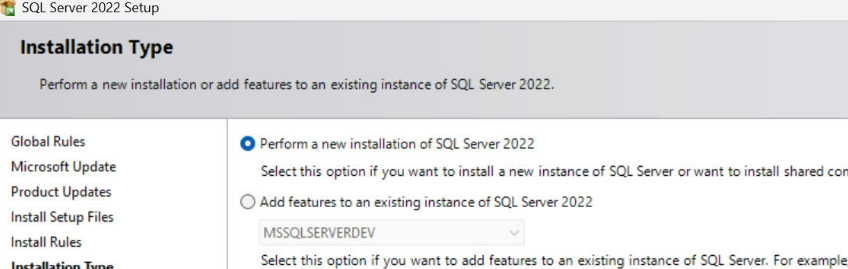 SQL Server 2022 Setup
Installation Type
Perform a new installation or add features to an existing instance of SQL Server 2022.
Global Rules
Microsoft Update
Product Updates
Install Setup Files
Install Rules
Installation Type
Perform a new installation of SQL Server 2022
Select this option if you want to install a new instance of SQL Server or want to install shared con
Add features to an existing instance of SQL Server 2022
MSSQLSERVERDEV
Select this option if you want to add features to an existing instance of SQL Server. For example,